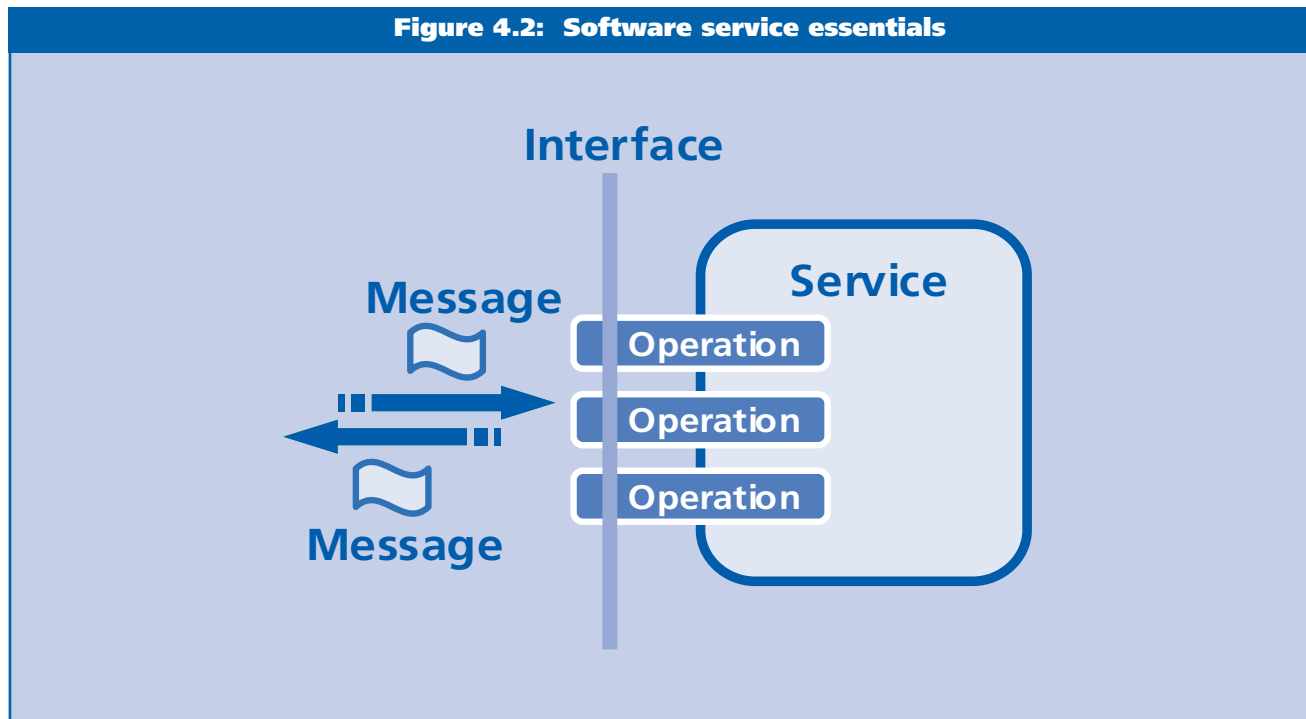 Figure 4.2: Software service essentials
Interface
Service
Message
Operation
Operation
Operation
Message